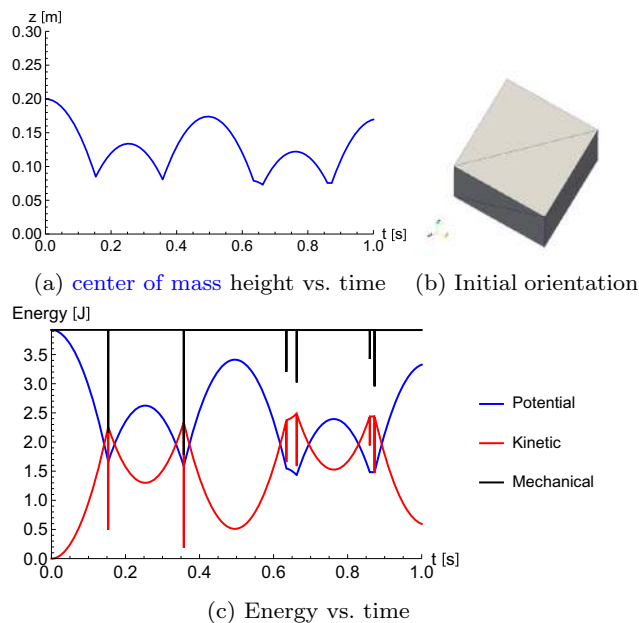 z [m]
0.30
0.25
0.20
0.15
0.10
0.05
0.00
0.0 0.2 0.4 0.6 0.8 1.0
t [s]
(a) center of mass height vs. time
(b) Initial orientation
Energy [J]
3.5
3.0
2.5
2.0
1.5
1.0
0.5
0.0
0.0 0.2 0.4 0.6 0.8 1.0
t [s]
Potential
Kinetic
Mechanical
(c) Energy vs. time